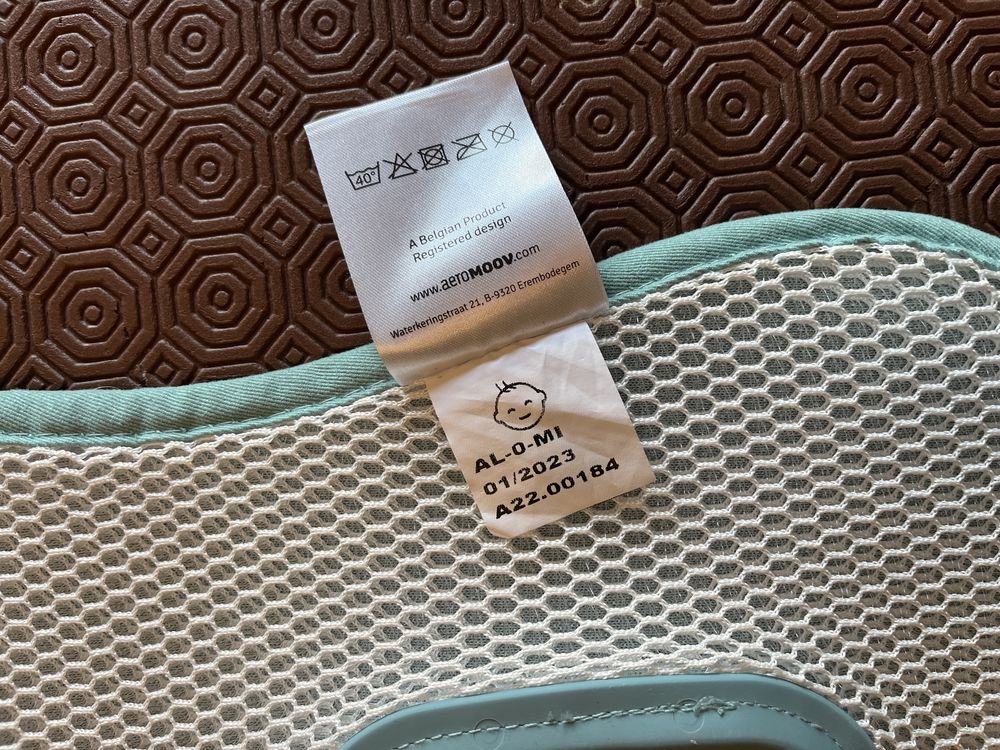 40°
A Belgian Product
Registered design
www.aeroMOOV.com
Waterkeringstraat 21, B-9320 Erembodegem
AL-0-MI
01/2023
A22.00184